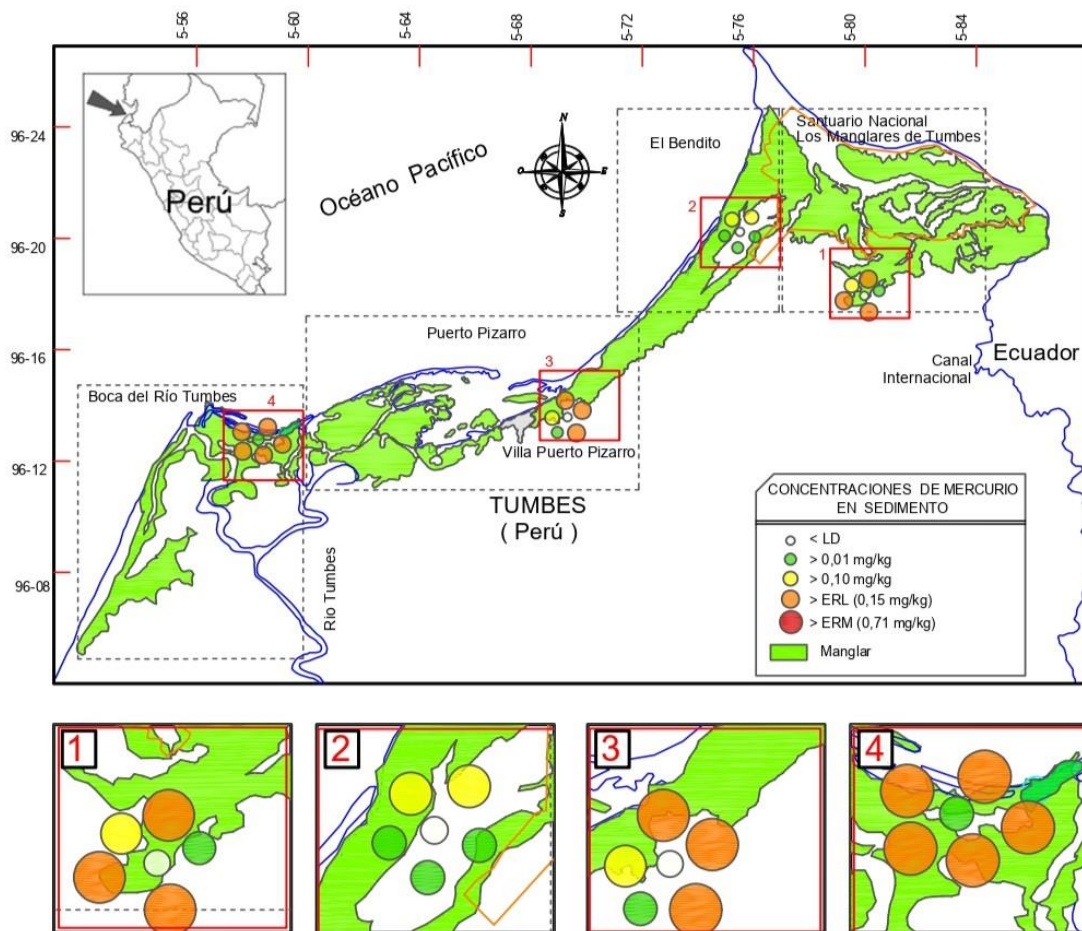 5-56
5-60
5-64
5-68
5-72
5-76
5-80
5-84
96-24
96-20
96-16
96-12
96-08
Perú
Océano Pacífico
N
O
E
S
El Bendito
Santuario Nacional
Los Manglares de Tumbes
2
1
Puerto Pizarro
3
Canal
Internacional
Ecuador
Boca del Río Tumbes
4
Villa Puerto Pizarro
TUMBES
( Perú )
Rio Tumbes
CONCENTRACIONES DE MERCURIO
EN SEDIMENTO
< LD
> 0,01 mg/kg
> 0,10 mg/kg
> ERL (0,15 mg/kg)
> ERM (0,71 mg/kg)
Manglar
1
2
3
4